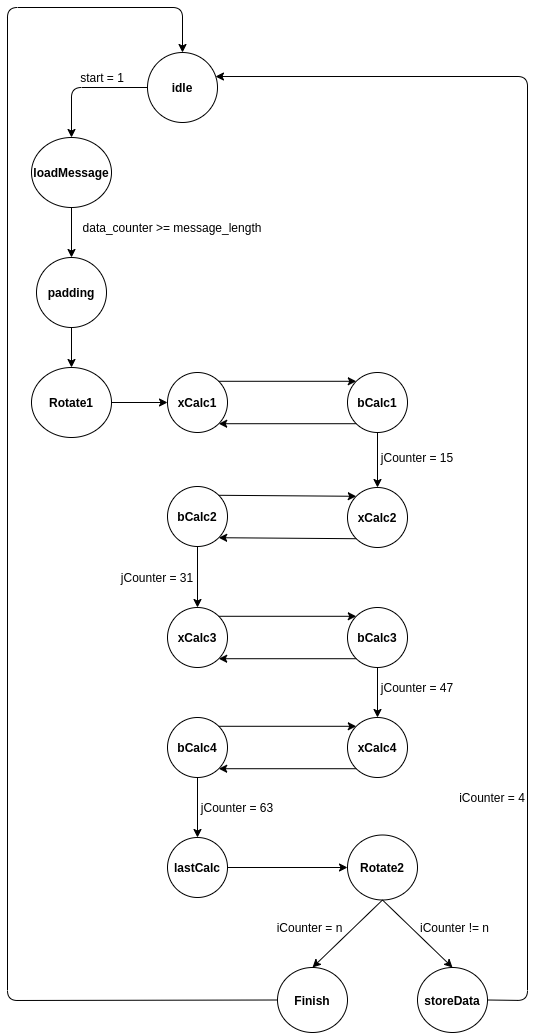 idle
start = 1
loadMessage
data_counter >= message_length
padding
Rotate1
xCalc1
bCalc1
jCounter = 15
bCalc2
xCalc2
jCounter = 31
xCalc3
bCalc3
jCounter = 47
bCalc4
xCalc4
iCounter = 4
jCounter = 63
lastCalc
Rotate2
iCounter = n
iCounter != n
Finish
storeData